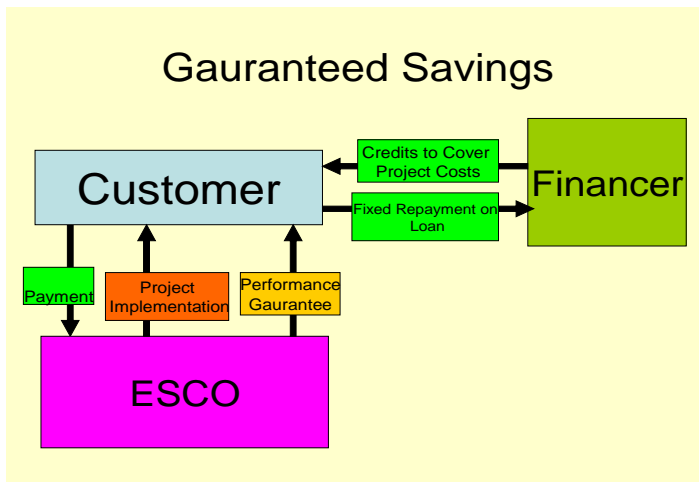 Gauranteed Savings
Credits to Cover
Project Costs
Customer
Financer
Fixed Repayment on
Loan
Payment
Project
Implementation
Performance
Gaurantee
ESCO